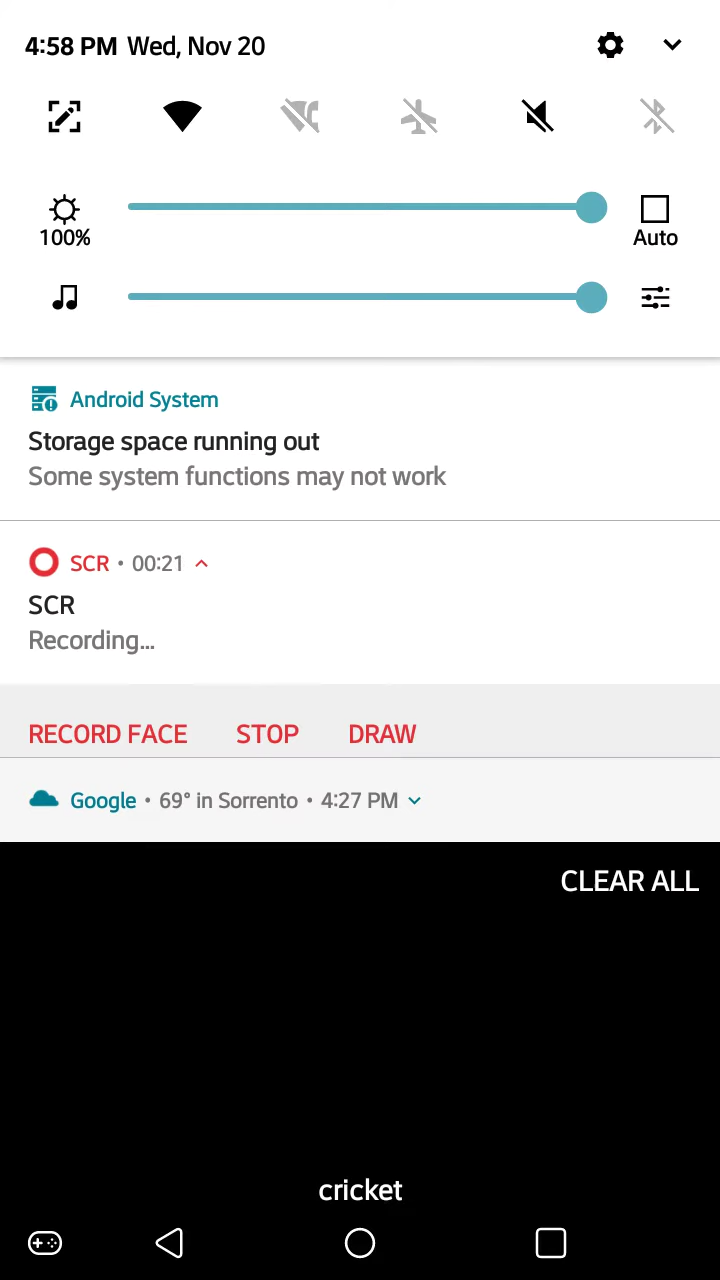 4:58 PM Wed, Nov 20
100%
Auto
Android System
Storage space running out
Some system functions may not work
SCR • 00:21
SCR
Recording...
RECORD FACE STOP DRAW
Google • 69° in Sorrento • 4:27 PM
CLEAR ALL
cricket